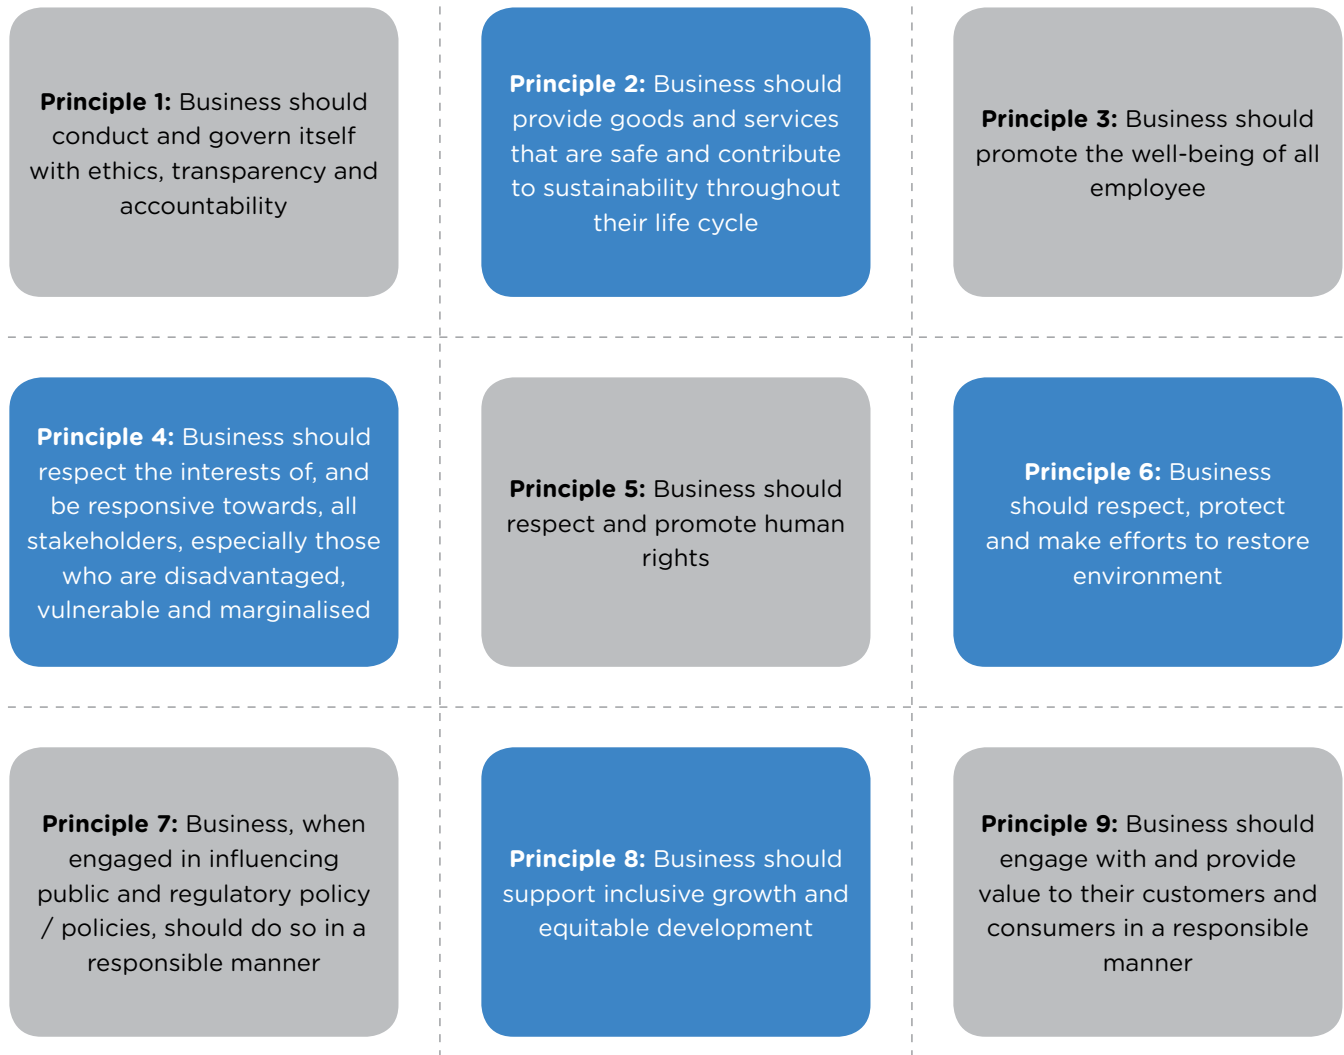 Principle 1: Business should
conduct and govern itself
with ethics, transparency and
accountability
Principle 2: Business should
provide goods and services
that are safe and contribute
to sustainability throughout
their life cycle
Principle 3: Business should
promote the well-being of all
employee
Principle 4: Business should
respect the interests of, and
be responsive towards, all
stakeholders, especially those
who are disadvantaged,
vulnerable and marginalised
Principle 5: Business should
respect and promote human
rights
Principle 6: Business
should respect, protect
and make efforts to restore
environment
Principle 7: Business, when
engaged in influencing
public and regulatory policy
/ policies, should do so in a
responsible manner
Principle 8: Business should
support inclusive growth and
equitable development
Principle 9: Business should
engage with and provide
value to their customers and
consumers in a responsible
manner